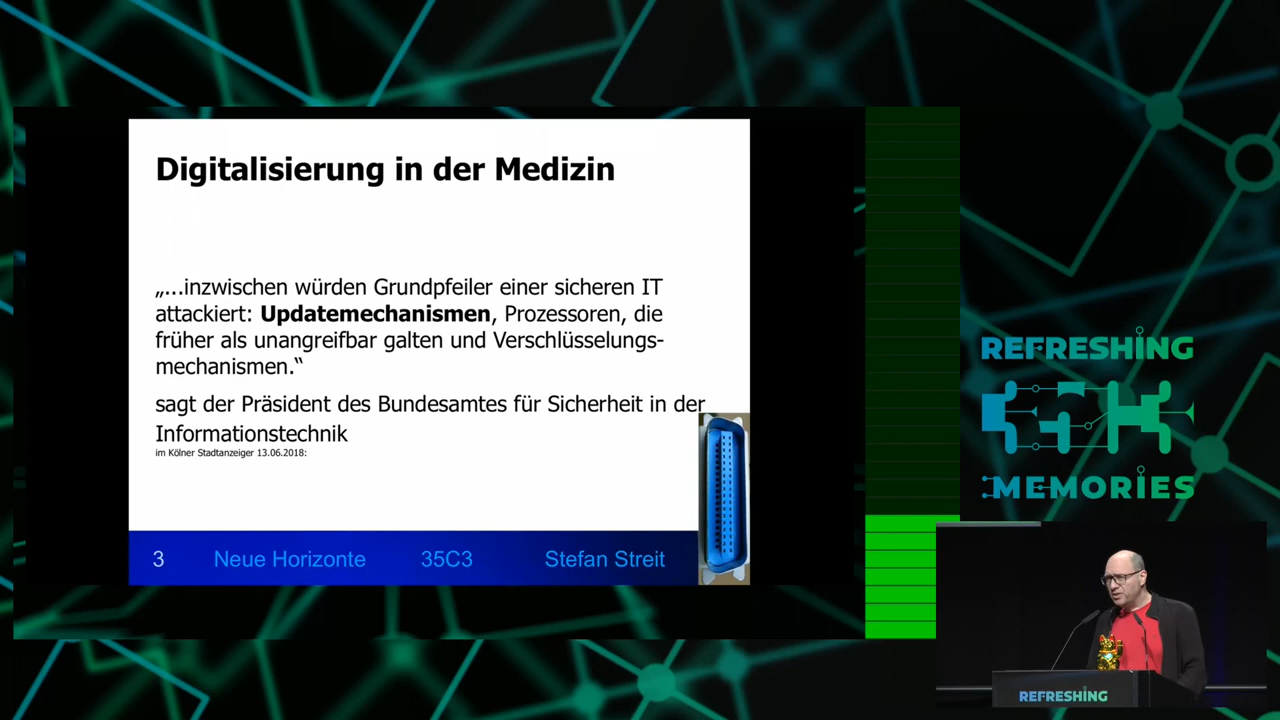 Digitalisierung in der Medizin
„...inzwischen würden Grundpfeiler einer sicheren IT
attackiert: Updatemechanismen, Prozessoren, die
früher als unangreifbar galten und Verschlüsselungs-
mechanismen.“
sagt der Präsident des Bundesamtes für Sicherheit in der
Informationstechnik
im Kölner Stadtanzeiger 13.06.2018:
3 Neue Horizonte 35C3 Stefan Streit
REFRESHING
35C3
MEMORIES
REFRESHING